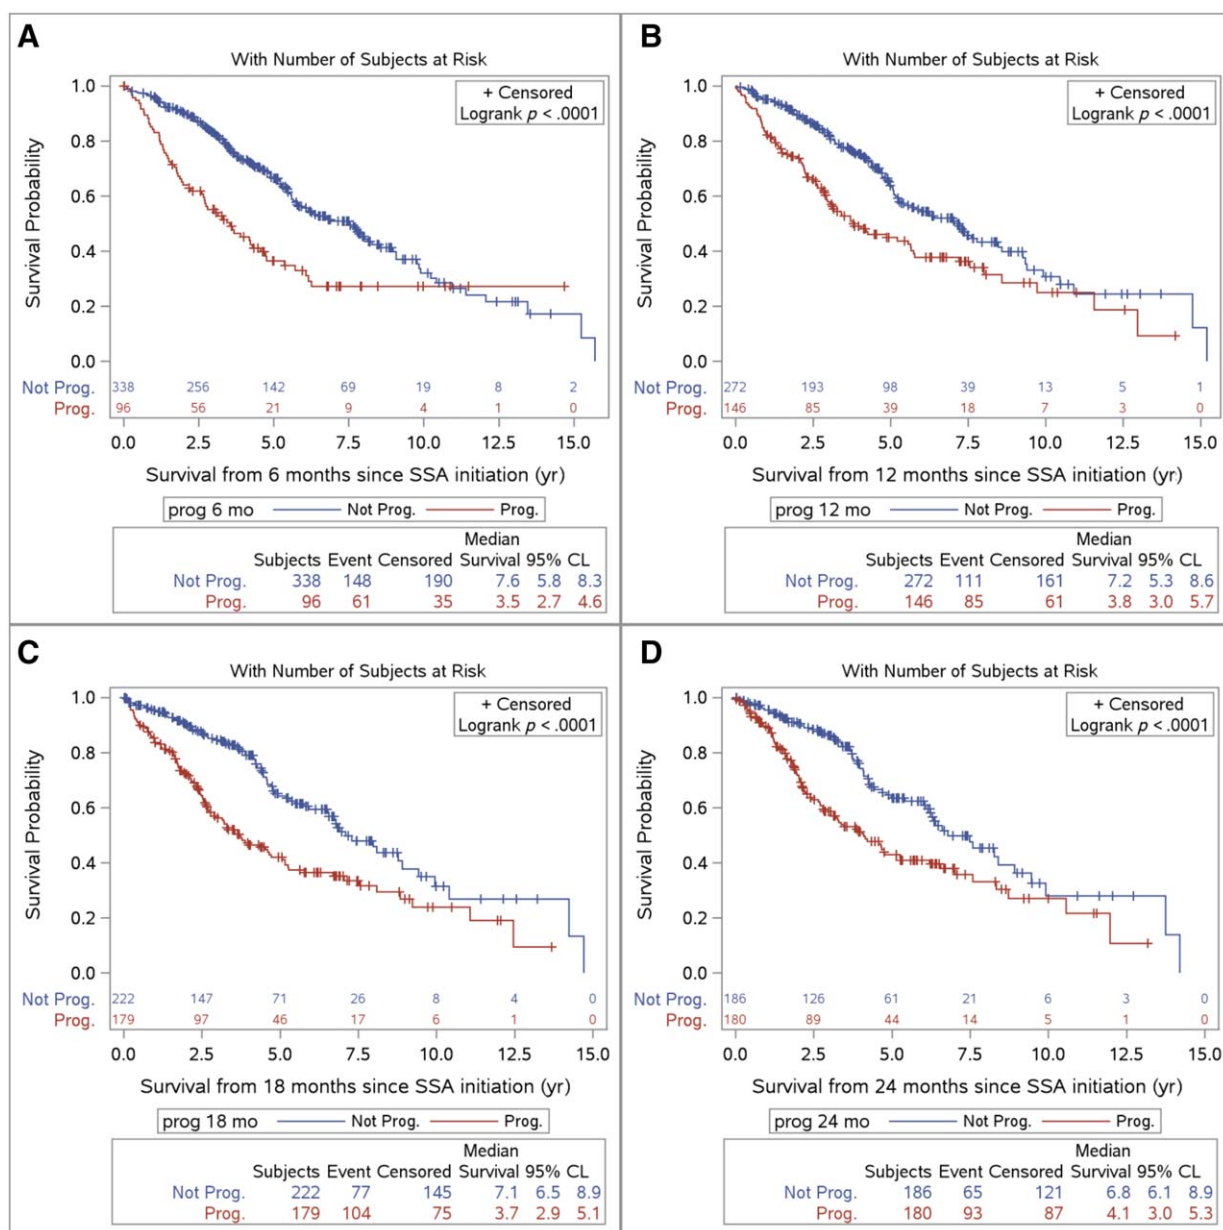 A
With Number of Subjects at Risk
+ Censored
Logrank p < .0001
Survival Probability
1.0
0.8
0.6
0.4
0.2
0.0
Not Prog. 338 256 142 69 19 8 2
Prog. 96 56 21 9 4 1 0
0.0 2.5 5.0 7.5 10.0 12.5 15.0
Survival from 6 months since SSA initiation (yr)
prog 6 mo Not Prog. Prog.
Median
Subjects Event Censored Survival 95% CL
Not Prog. 338 148 190 7.6 5.8 8.3
Prog. 96 61 35 3.5 2.7 4.6
B
With Number of Subjects at Risk
+ Censored
Logrank p < .0001
Survival Probability
1.0
0.8
0.6
0.4
0.2
0.0
Not Prog. 272 193 98 39 13 5 1
Prog. 146 85 39 18 7 3 0
0.0 2.5 5.0 7.5 10.0 12.5 15.0
Survival from 12 months since SSA initiation (yr)
prog 12 mo Not Prog. Prog.
Median
Subjects Event Censored Survival 95% CL
Not Prog. 272 111 161 7.2 5.3 8.6
Prog. 146 85 61 3.8 3.0 5.7
C
With Number of Subjects at Risk
+ Censored
Logrank p < .0001
Survival Probability
1.0
0.8
0.6
0.4
0.2
0.0
Not Prog. 222 147 71 26 8 4 0
Prog. 179 97 46 17 6 1 0
0.0 2.5 5.0 7.5 10.0 12.5 15.0
Survival from 18 months since SSA initiation (yr)
prog 18 mo Not Prog. Prog.
Median
Subjects Event Censored Survival 95% CL
Not Prog. 222 77 145 7.1 6.5 8.9
Prog. 179 104 75 3.7 2.9 5.1
D
With Number of Subjects at Risk
+ Censored
Logrank p < .0001
Survival Probability
1.0
0.8
0.6
0.4
0.2
0.0
Not Prog. 186 126 61 21 6 3 0
Prog. 180 89 44 14 5 1 0
0.0 2.5 5.0 7.5 10.0 12.5 15.0
Survival from 24 months since SSA initiation (yr)
prog 24 mo Not Prog. Prog.
Median
Subjects Event Censored Survival 95% CL
Not Prog. 186 65 121 6.8 6.1 8.9
Prog. 180 93 87 4.1 3.0 5.3